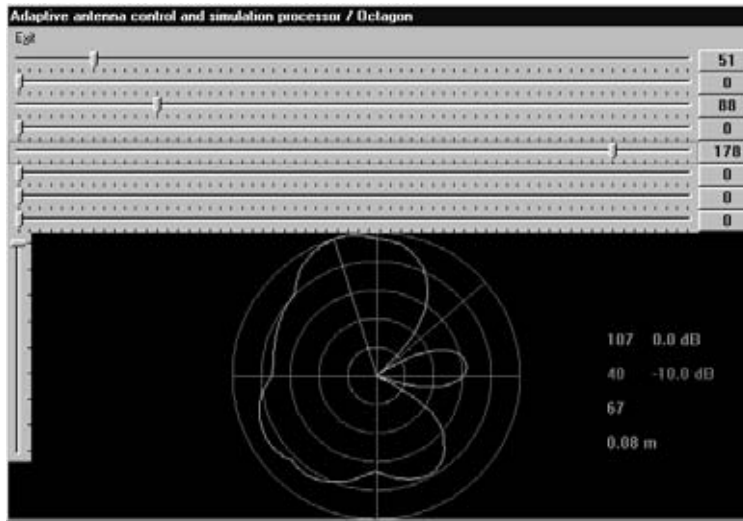 Adaptive antenna control and simulation processor / Octagon
Exit
51
0
88
0
178
0
0
0
107 0.0 dB
40 -10.0 dB
67
0.08 m